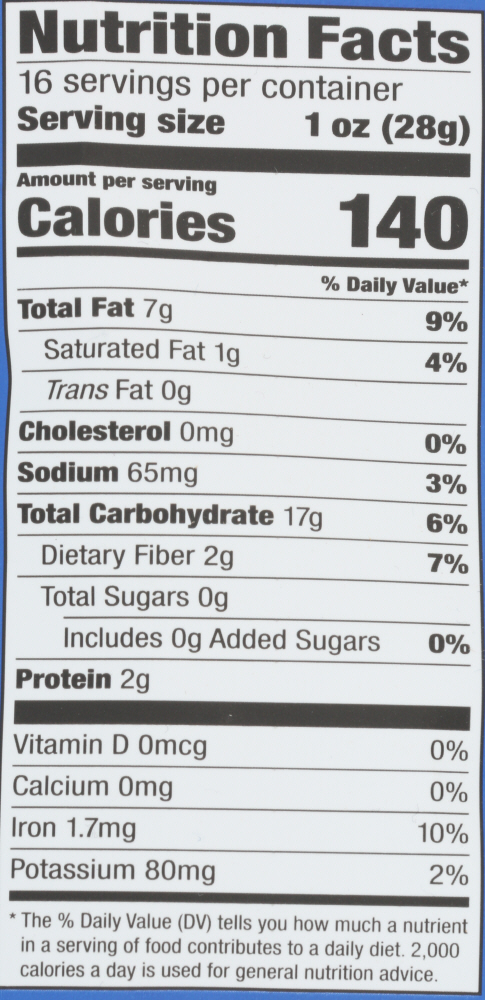 Nutrition Facts
16 servings per container
Serving size 1 oz (28g)
Amount per serving
Calories 140
% Daily Value*
Total Fat 7g 9%
Saturated Fat 1g 4%
Trans Fat 0g
Cholesterol 0mg 0%
Sodium 65mg 3%
Total Carbohydrate 17g 6%
Dietary Fiber 2g 7%
Total Sugars 0g
Includes 0g Added Sugars 0%
Protein 2g
Vitamin D 0mcg 0%
Calcium 0mg 0%
Iron 1.7mg 10%
Potassium 80mg 2%
* The % Daily Value (DV) tells you how much a nutrient
in a serving of food contributes to a daily diet. 2,000
calories a day is used for general nutrition advice.